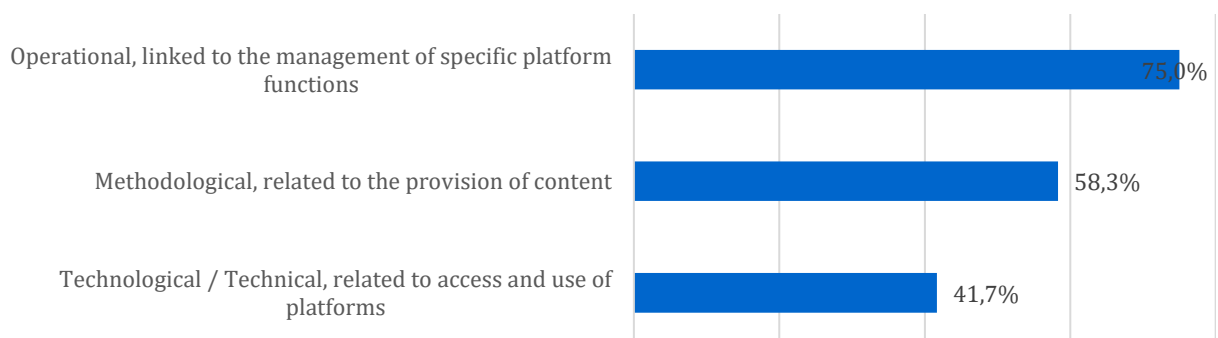 Operational, linked to the management of specific platform
functions
75,0%
Methodological, related to the provision of content
58,3%
Technological / Technical, related to access and use of
platforms
41,7%